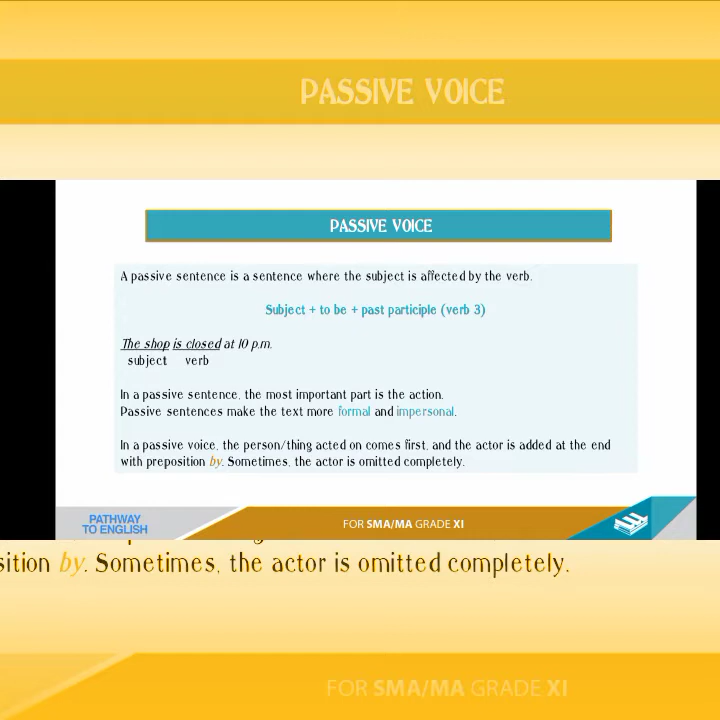 PASSIVE VOICE
PASSIVE VOICE
A passive sentence is a sentence where the subject is affected by the verb.
Subject + to be + past participle (verb 3)
The shop is closed at 10 p.m.
subject verb
In a passive sentence, the most important part is the action.
Passive sentences make the text more formal and impersonal.
In a passive voice, the person/thing acted on comes first, and the actor is added at the end
with preposition by. Sometimes, the actor is omitted completely.
PATHWAY
TO ENGLISH
FOR SMA/MA GRADE XI
sition by. Sometimes, the actor is omitted completely.
FOR SMA/MA GRADE XI